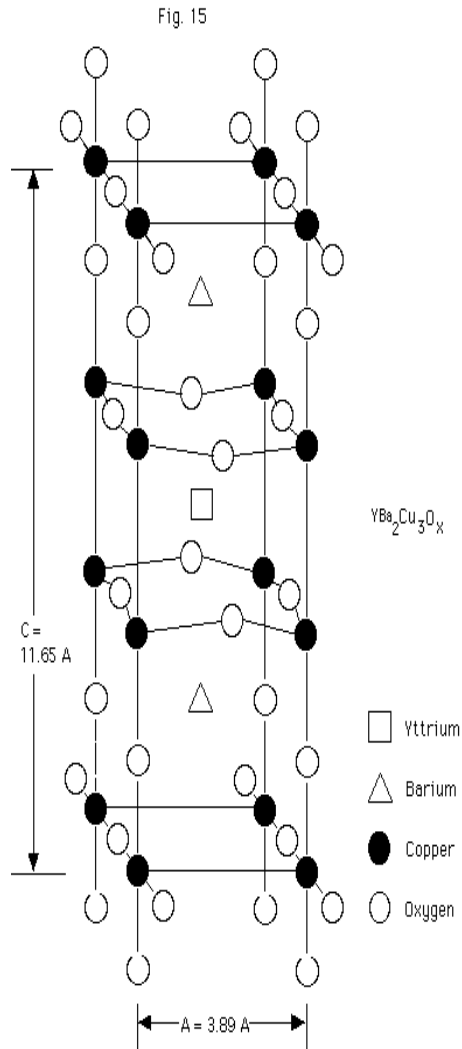 Fig. 15
YBa2Cu3Ox
C =
11.65 A
Yttrium
Barium
Copper
Oxygen
A = 3.89 A